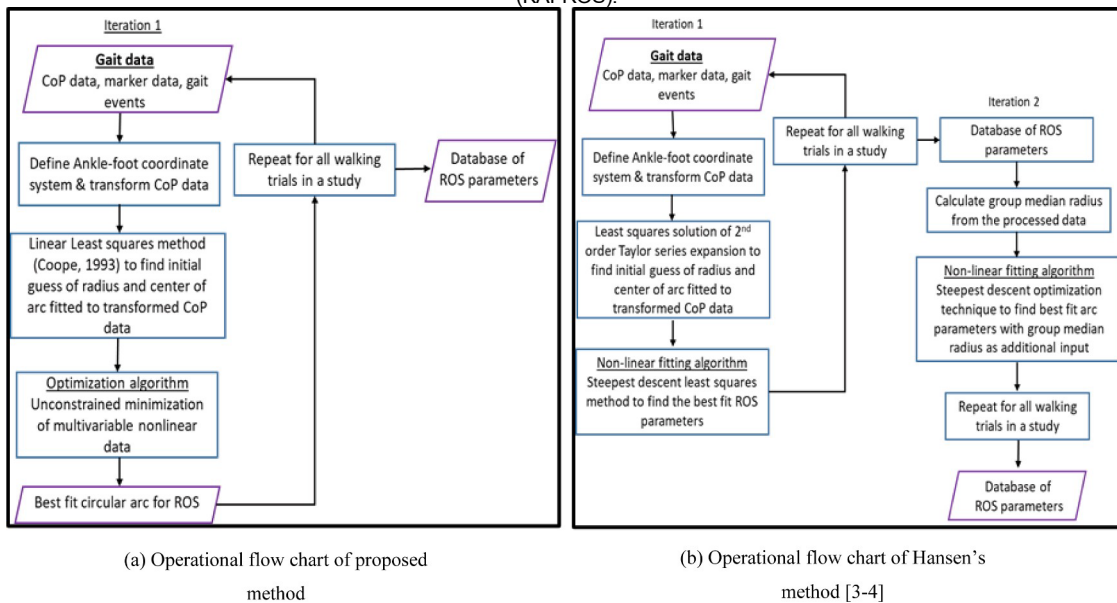 (KAFROS).
Iteration 1
Gait data
CoP data, marker data, gait
events
Define Ankle-foot coordinate
system & transform CoP data
Linear Least squares method
(Coope, 1993) to find initial
guess of radius and center of
arc fitted to transformed CoP
data
Optimization algorithm
Unconstrained minimization
of multivariable nonlinear
data
Best fit circular arc for ROS
Repeat for all walking
trials in a study
Database of
ROS parameters
(a) Operational flow chart of proposed
method
Iteration 1
Gait data
CoP data, marker data, gait
events
Define Ankle-foot coordinate
system & transform CoP data
Least squares solution of 2nd
order Taylor series expansion to
find initial guess of radius and
center of arc fitted to
transformed CoP data
Non-linear fitting algorithm
Steepest descent least squares
method to find the best fit ROS
parameters
Repeat for all walking
trials in a study
Iteration 2
Database of ROS
parameters
Calculate group median radius
from the processed data
Non-linear fitting algorithm
Steepest descent optimization
technique to find best fit arc
parameters with group median
radius as additional input
Repeat for all walking
trials in a study
Database of
ROS parameters
(b) Operational flow chart of Hansen's
method [3-4]